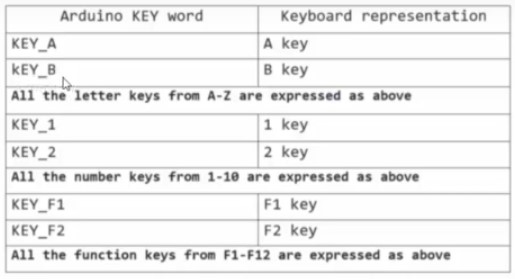 Arduino KEY word Keyboard representation
KEY_A A key
kEY_B B key
All the letter keys from A-Z are expressed as above
KEY_1 1 key
KEY_2 2 key
All the number keys from 1-10 are expressed as above
KEY_F1 F1 key
KEY_F2 F2 key
All the function keys from F1-F12 are expressed as above